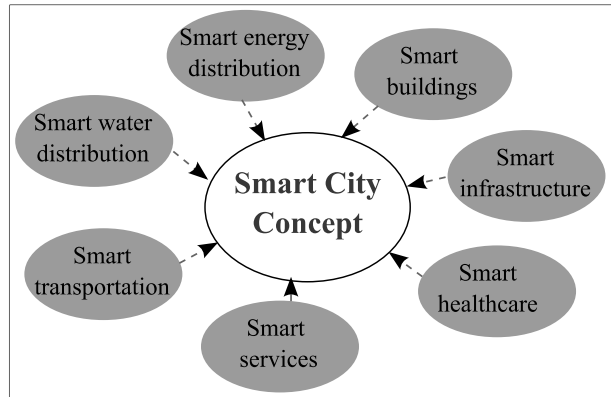 Smart energy
distribution
Smart
buildings
Smart water
distribution
Smart City
Concept
Smart
infrastructure
Smart
transportation
Smart
healthcare
Smart
services